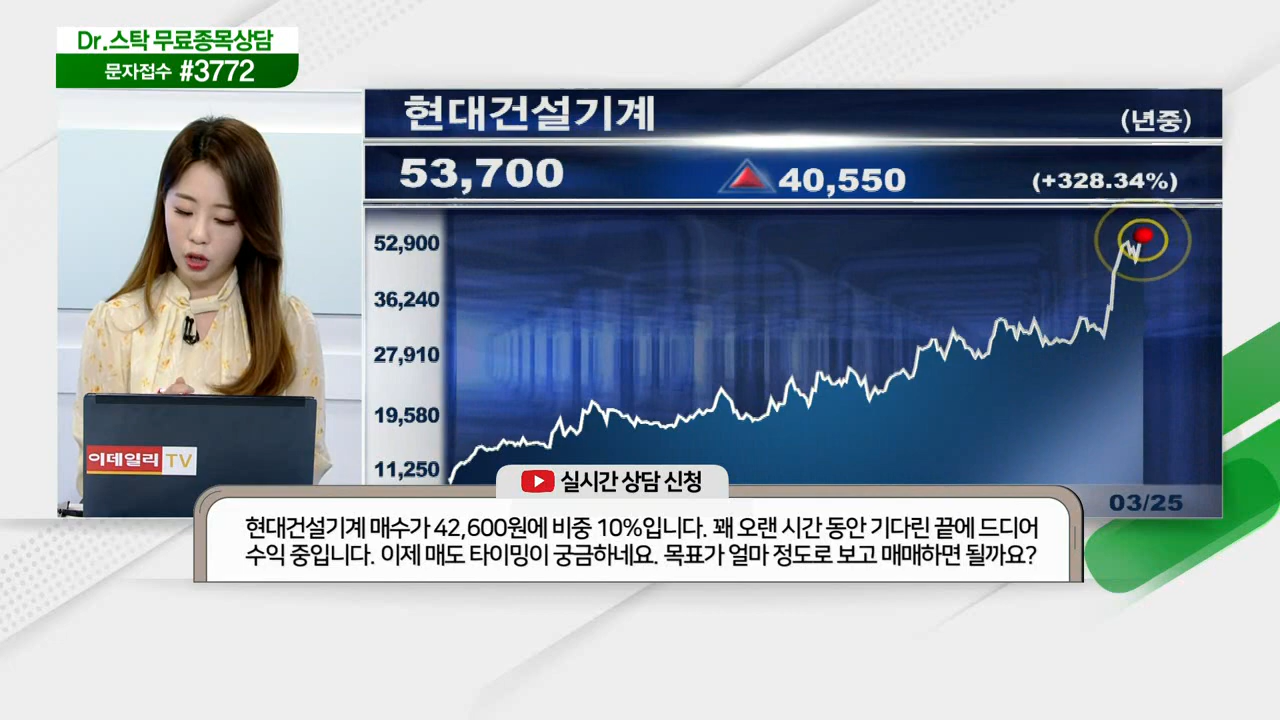 Dr.스탁 무료종목상담
문자접수 #3772
현대건설기계
(년중)
53,700 ▲ 40,550 (+328.34%)
52,900
36,240
27,910
19,580
11,250
03/25
이데일리 TV
실시간 상담 신청
현대건설기계 매수가 42,600원에 비중 10%입니다. 꽤 오랜 시간 동안 기다린 끝에 드디어
수익 중입니다. 이제 매도 타이밍이 궁금하네요. 목표가 얼마 정도로 보고 매매하면 될까요?